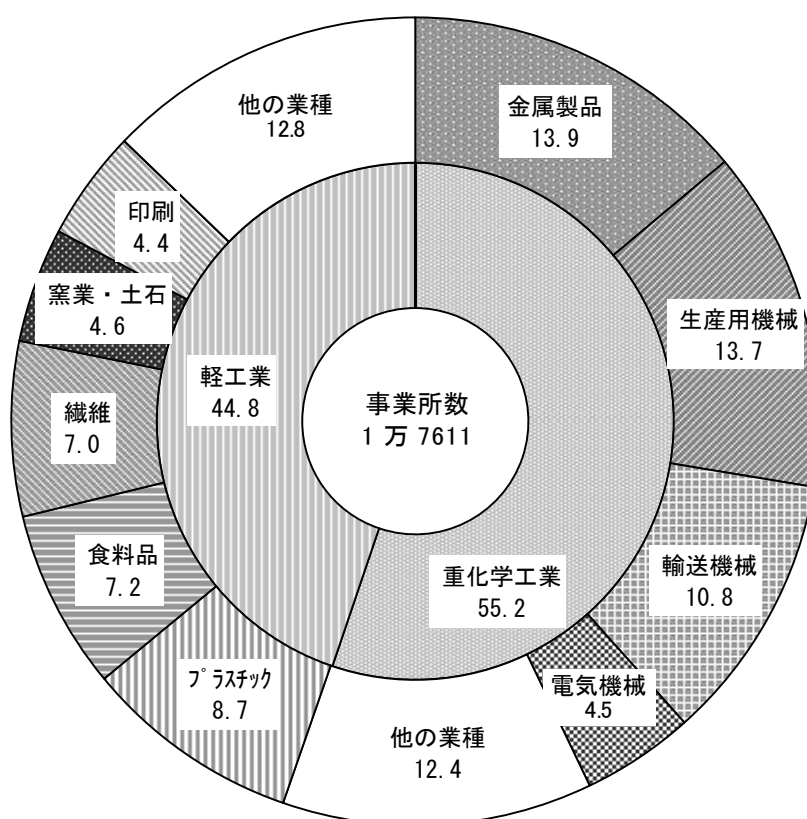 他の業種
12.8
金属製品
13.9
印刷
4.4
窯業・土石
4.6
生産用機械
13.7
軽工業
44.8
事業所数
1万7611
繊維
7.0
食料品
7.2
重化学工業
55.2
輸送機械
10.8
プラスチック
8.7
電気機械
4.5
他の業種
12.4